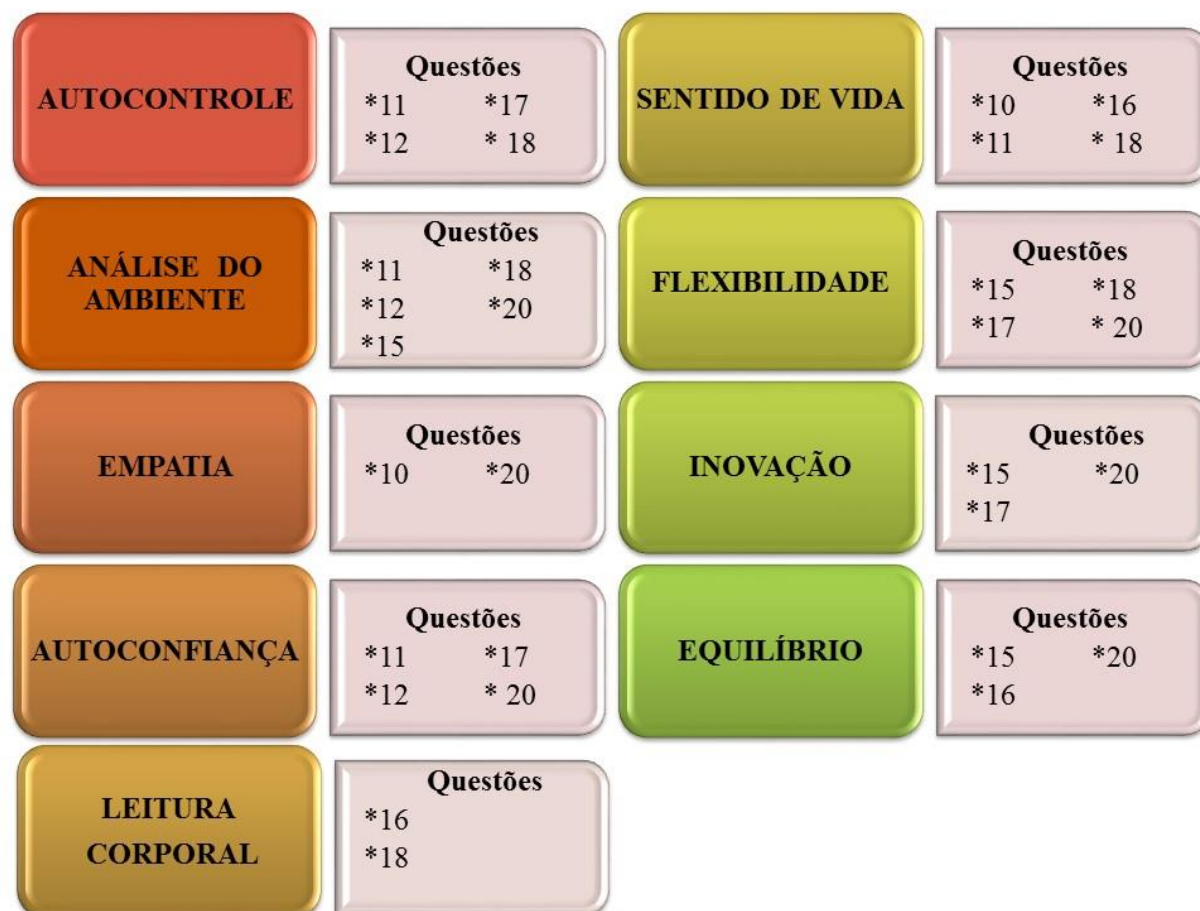 AUTOCONTROLE
Questões
*11 *17
*12 * 18
SENTIDO DE VIDA
Questões
*10 *16
*11 * 18
ANÁLISE DO
AMBIENTE
Questões
*11 *18
*12 *20
*15
FLEXIBILIDADE
Questões
*15 *18
*17 * 20
EMPATIA
Questões
*10 *20
INOVAÇÃO
Questões
*15 *20
*17
AUTOCONFIANÇA
Questões
*11 *17
*12 * 20
EQUILÍBRIO
Questões
*15 *20
*16
LEITURA
CORPORAL
Questões
*16
*18